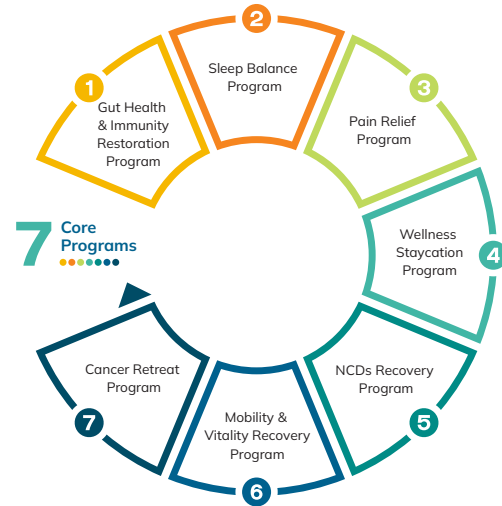 7
Core
Programs
1
Gut Health
& Immunity
Restoration
Program
2
Sleep Balance
Program
3
Pain Relief
Program
4
Wellness
Staycation
Program
5
NCDs Recovery
Program
6
Mobility &
Vitality Recovery
Program
7
Cancer Retreat
Program